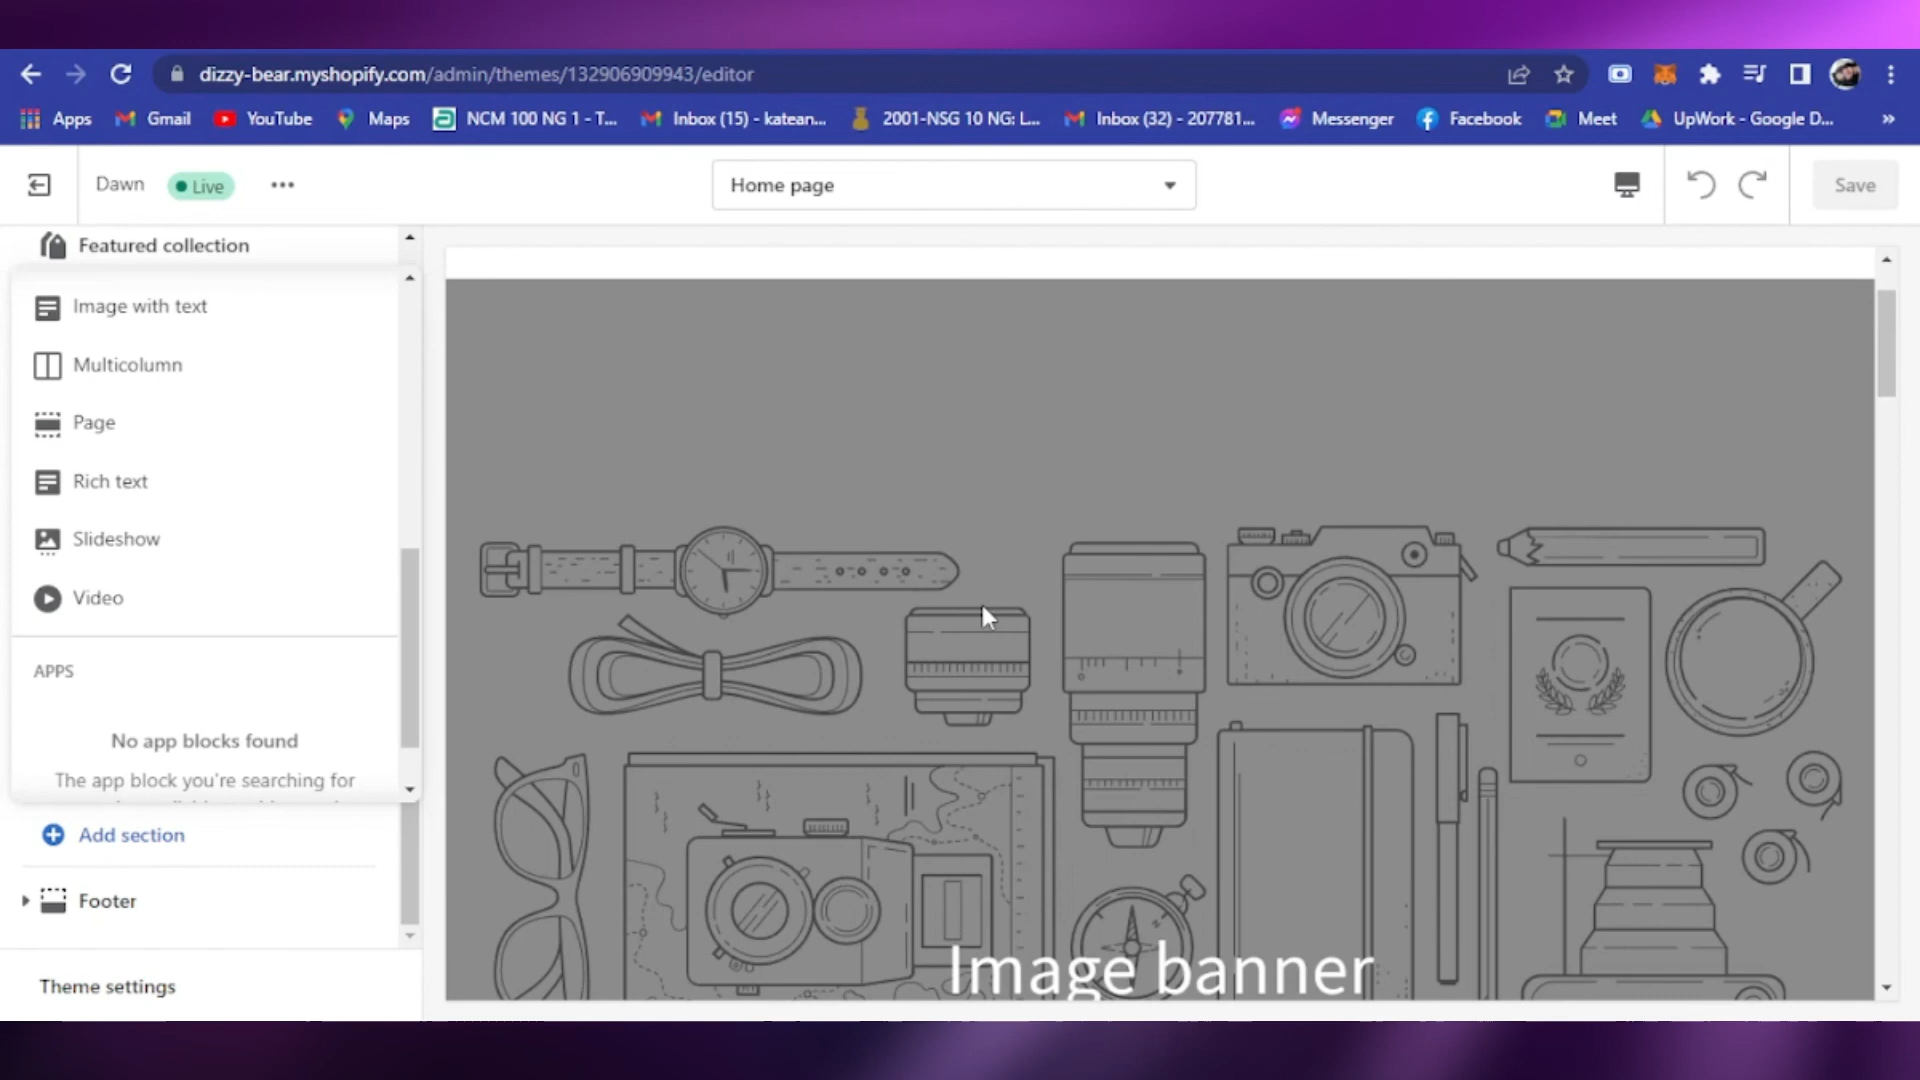 dizzy-bear.myshopify.com/admin/themes/132906909943/editor
Apps Gmail YouTube Maps NCM 100 NG 1 - T... Inbox (15) - katean... 2001-NSG 10 NG: L... Inbox (32) - 207781... Messenger Facebook Meet UpWork - Google D... »
Dawn Live Home page Save
Featured collection
Image with text
Multicolumn
Page
Rich text
Slideshow
Video
APPS
No app blocks found
The app block you're searching for
Add section
Footer
Theme settings
Image banner